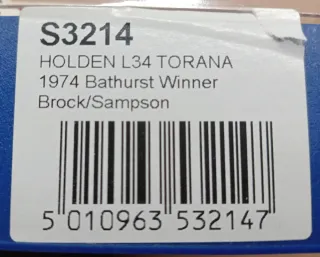 S3214
HOLDEN L34 TORANA
1974 Bathurst Winner
Brock/Sampson
5 010963 532147